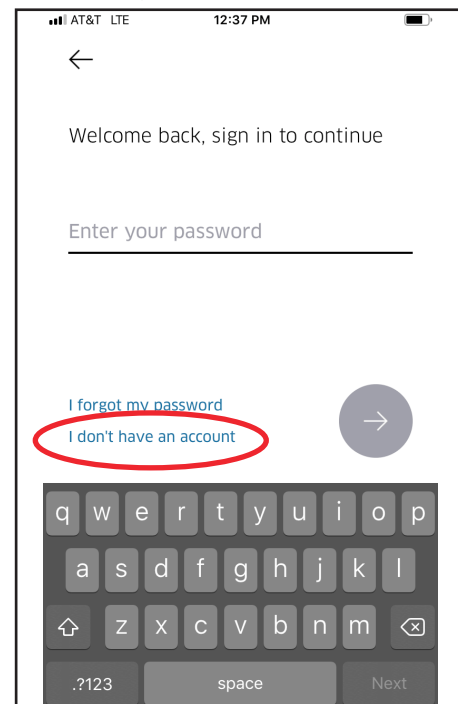 AT&T LTE 12:37 PM
Welcome back, sign in to continue
Enter your password
I forgot my password
I don't have an account
q w e r t y u i o p
a s d f g h j k l
z x c v b n m
.?123 space Next